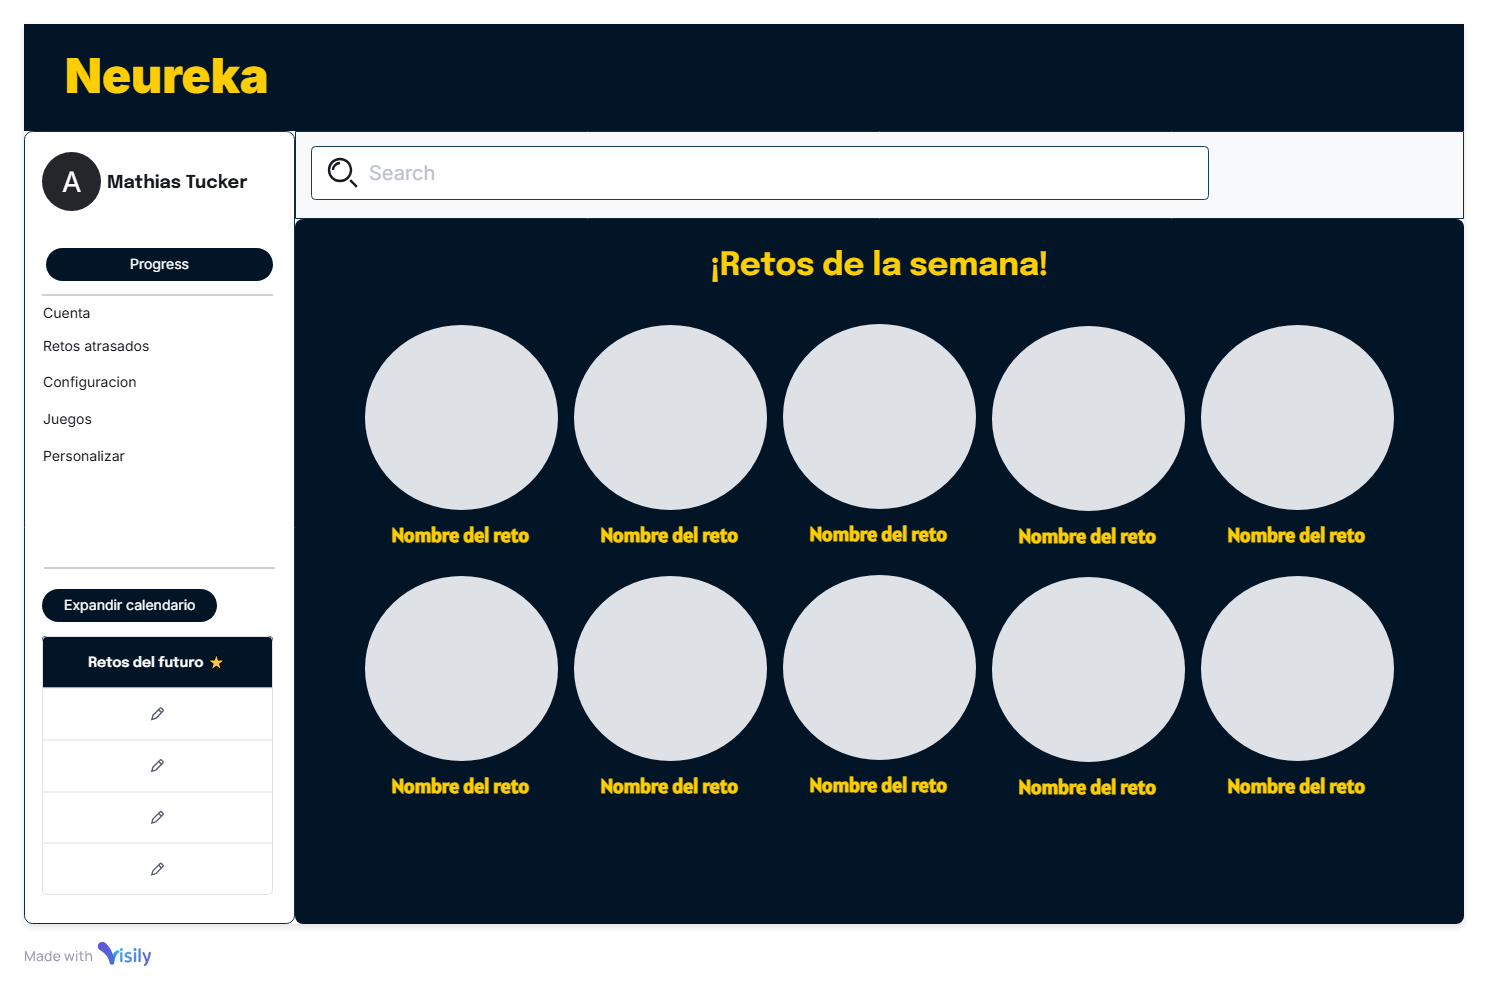 Neureka
A Mathias Tucker
Search
Progress
Cuenta
Retos atrasados
Configuracion
Juegos
Personalizar
Expandir calendario
Retos del futuro
¡Retos de la semana!
Nombre del reto Nombre del reto Nombre del reto Nombre del reto Nombre del reto
Nombre del reto Nombre del reto Nombre del reto Nombre del reto Nombre del reto
Made with Visily